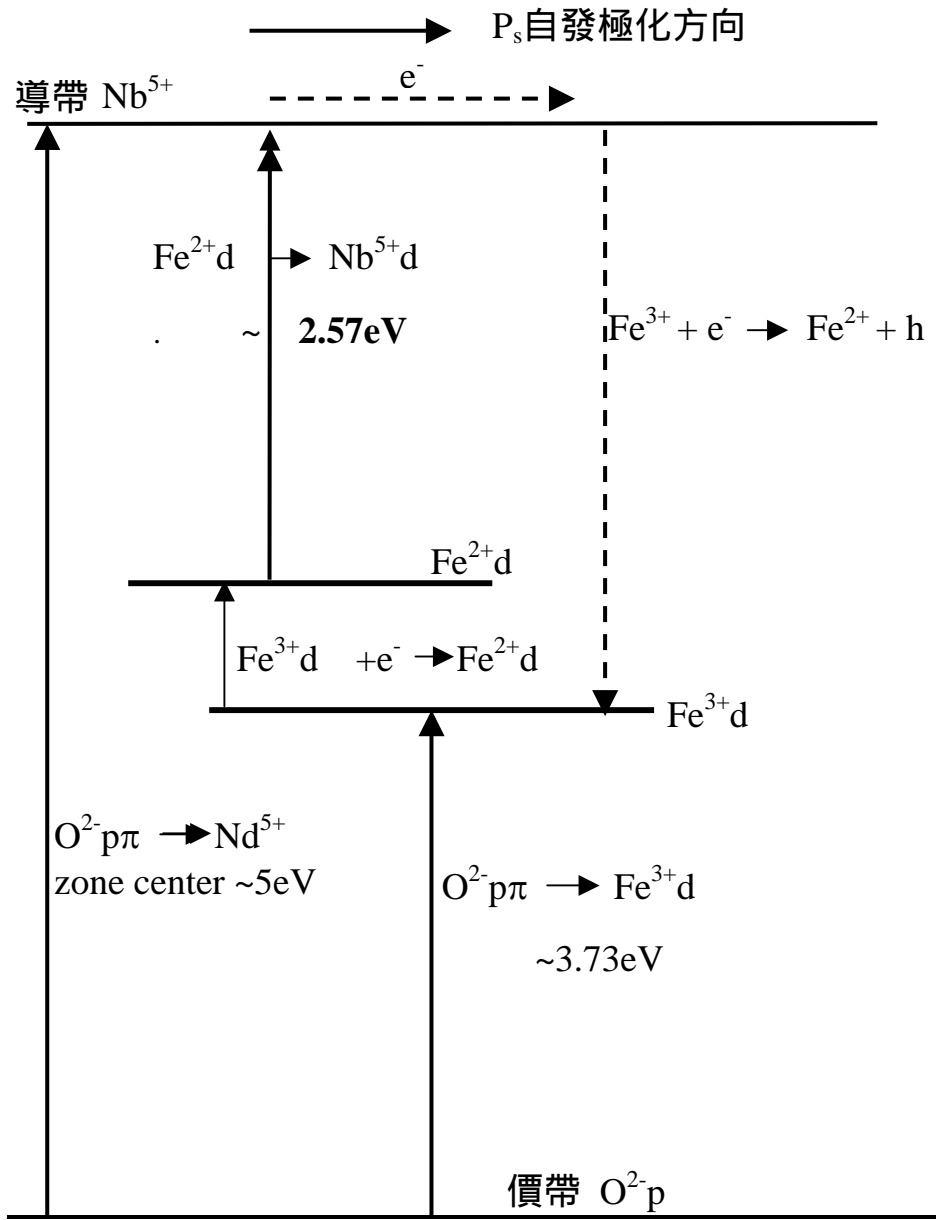 Pₛ自發極化方向
e⁻
導帶 Nb⁵⁺
Fe²⁺d → Nb⁵⁺d
. ~ 2.57eV
Fe³⁺ + e⁻ → Fe²⁺ + h
Fe²⁺d
Fe³⁺d +e⁻ → Fe²⁺d
Fe³⁺d
O²⁻pπ → Nd⁵⁺
zone center ~5eV
O²⁻pπ → Fe³⁺d
~3.73eV
價帶 O²⁻p